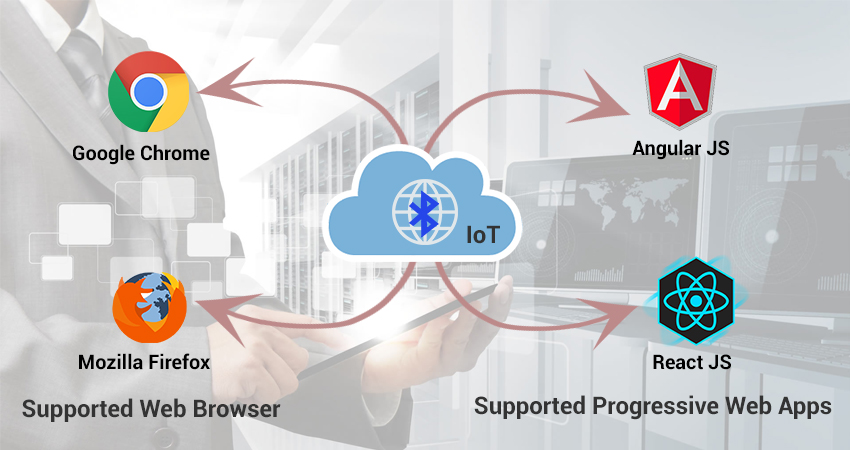 Google Chrome
Angular JS
IoT
Mozilla Firefox
React JS
Supported Web Browser
Supported Progressive Web Apps